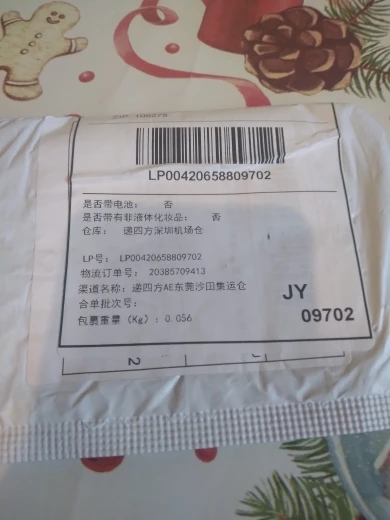 LP00420658809702
是否带电池： 否
是否带有非液体化妆品： 否
仓库： 递四方深圳机场仓
LP号： LP00420658809702
物流订单号： 20385709413
渠道名称：递四方AE东莞沙田集运仓
合单批次号：
包裹重量（Kg）：0.056
JY
09702
2